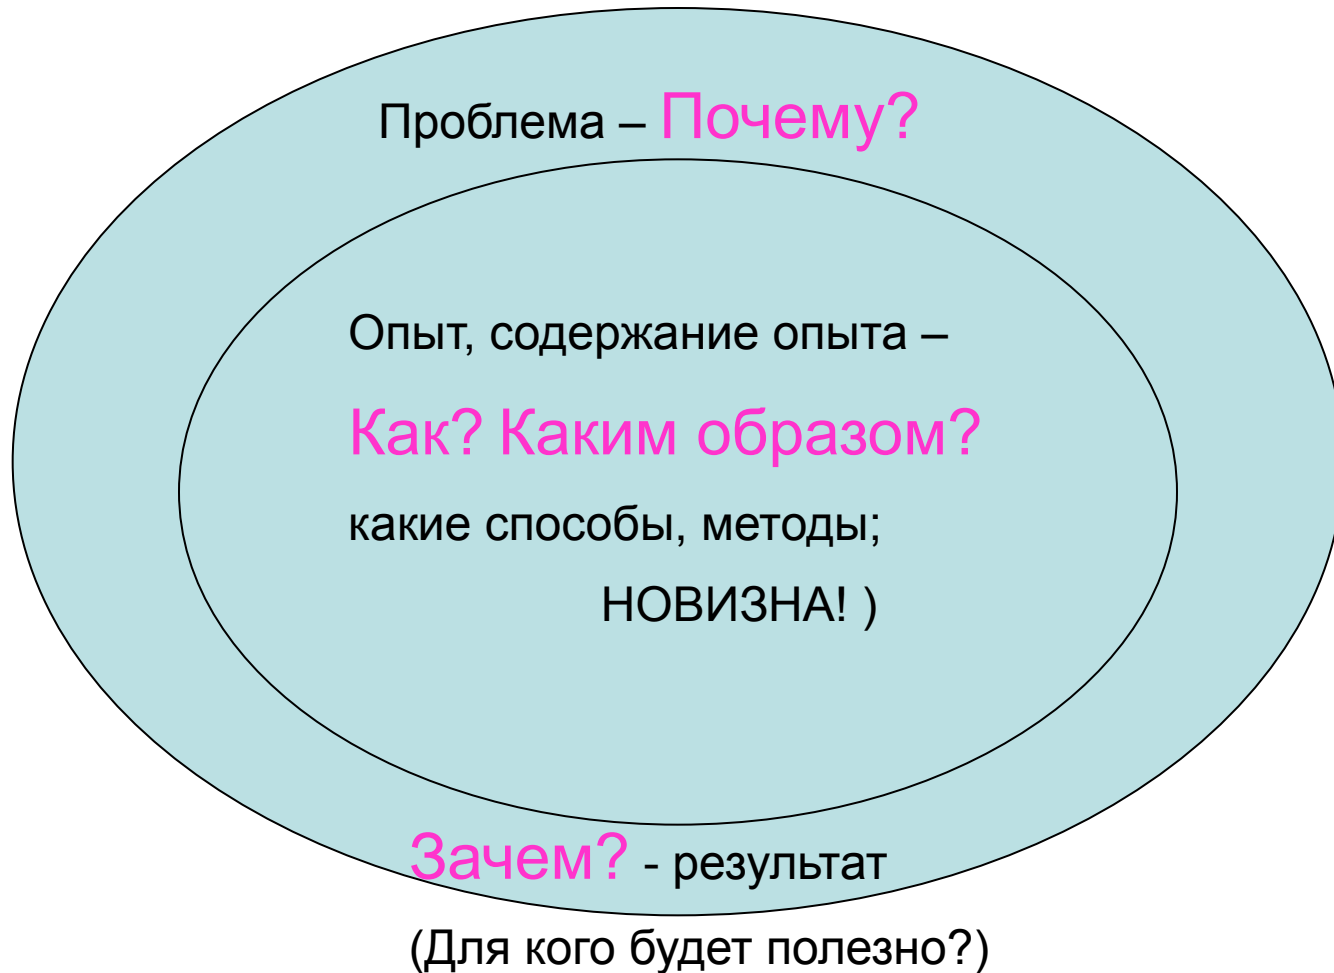 Проблема – Почему?
Опыт, содержание опыта –
Как? Каким образом?
какие способы, методы;
НОВИЗНА! )
Зачем? - результат
(Для кого будет полезно?)